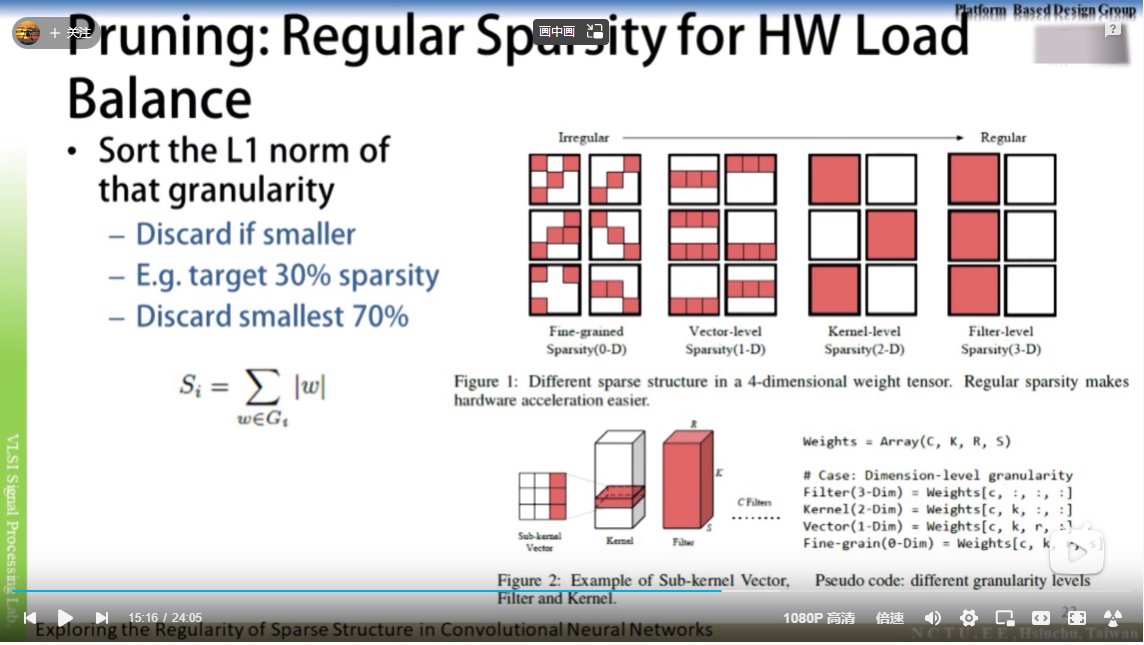 Platform Based Design Group
+ 关注
画中画
?
Pruning: Regular Sparsity for HW Load
Balance
• Sort the L1 norm of
that granularity
– Discard if smaller
– E.g. target 30% sparsity
– Discard smallest 70%
S_i = ∑ |w|
w∈G_i
Irregular
Regular
Fine-grained
Sparsity(0-D)
Vector-level
Sparsity(1-D)
Kernel-level
Sparsity(2-D)
Filter-level
Sparsity(3-D)
Figure 1: Different sparse structure in a 4-dimensional weight tensor. Regular sparsity makes
hardware acceleration easier.
R
K
S
C Filters
.......
Sub-kernel
Vector
Kernel
Filter
Weights = Array(C, K, R, S)
# Case: Dimension-level granularity
Filter(3-Dim) = Weights[c, :, :, :]
Kernel(2-Dim) = Weights[c, k, :, :]
Vector(1-Dim) = Weights[c, k, r, :]
Fine-grain(0-Dim) = Weights[c, k, r, s]
Figure 2: Example of Sub-kernel Vector,
Filter and Kernel.
Pseudo code: different granularity levels
VLSI Signal Processing Lab.
15:16 / 24:05
1080P 高清
倍速
Exploring the Regularity of Sparse Structure in Convolutional Neural Networks
N C T U . E E , Hsinchu, Taiwan